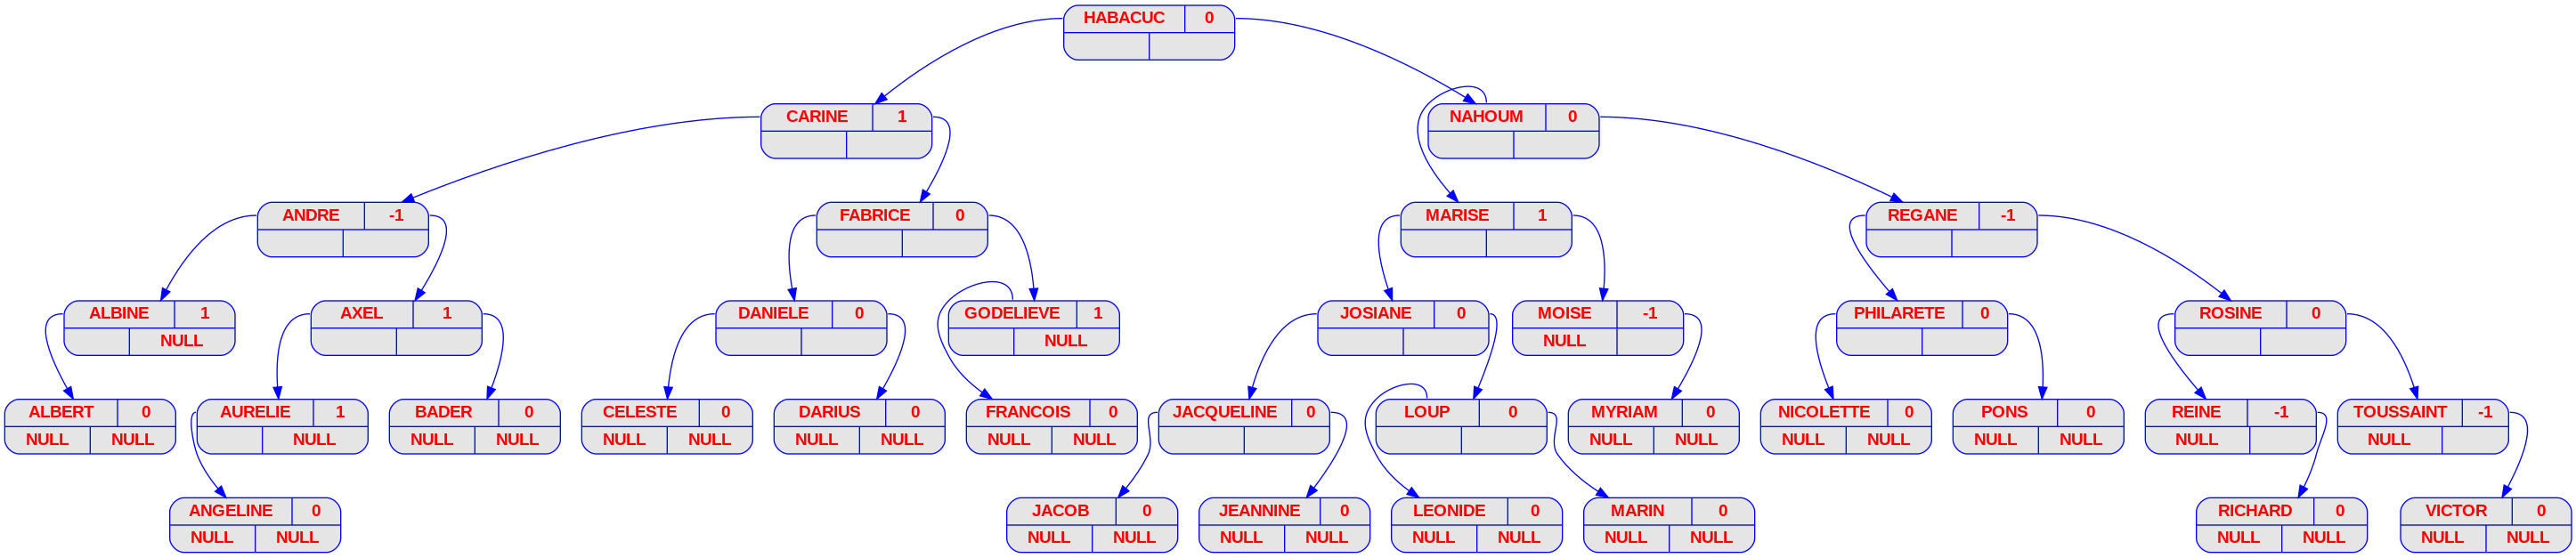 HABACUC 0
CARINE 1
NAHOUM 0
ANDRE -1
FABRICE 0
MARISE 1
REGANE -1
ALBINE 1
NULL
AXEL 1
DANIELE 0
GODELIEVE 1
NULL
JOSIANE 0
MOISE -1
NULL
PHILARETE 0
ROSINE 0
ALBERT 0
NULL NULL
AURELIE 1
NULL
BADER 0
NULL NULL
CELESTE 0
NULL NULL
DARIUS 0
NULL NULL
FRANCOIS 0
NULL NULL
JACQUELINE 0
LOUP 0
MYRIAM 0
NULL NULL
NICOLETTE 0
NULL NULL
PONS 0
NULL NULL
REINE -1
NULL
TOUSSAINT -1
NULL
ANGELINE 0
NULL NULL
JACOB 0
NULL NULL
JEANNINE 0
NULL NULL
LEONIDE 0
NULL NULL
MARIN 0
NULL NULL
RICHARD 0
NULL NULL
VICTOR 0
NULL NULL